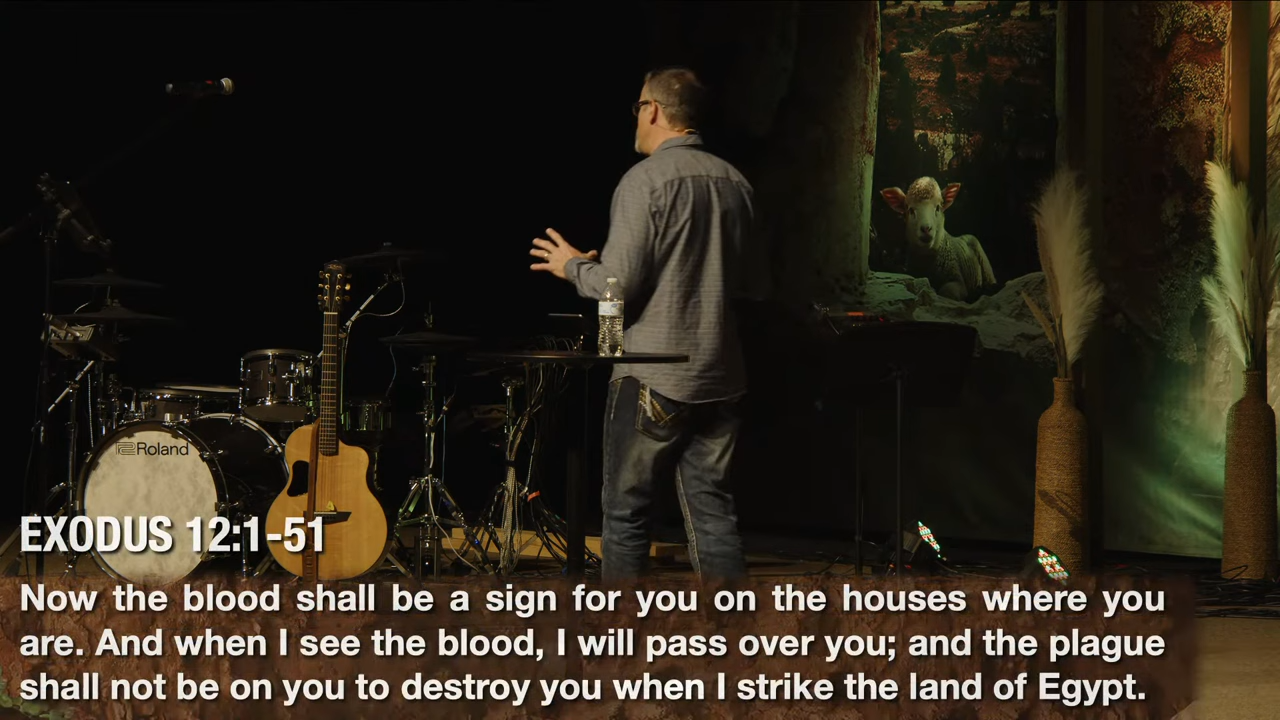 Roland
EXODUS 12:1-51
Now the blood shall be a sign for you on the houses where you
are. And when I see the blood, I will pass over you; and the plague
shall not be on you to destroy you when I strike the land of Egypt.